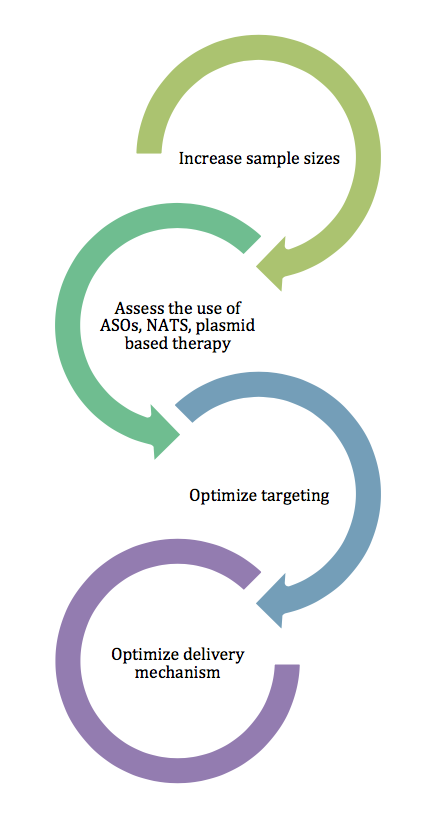 Increase sample sizes
Assess the use of
ASOs, NATS, plasmid
based therapy
Optimize targeting
Optimize delivery
mechanism